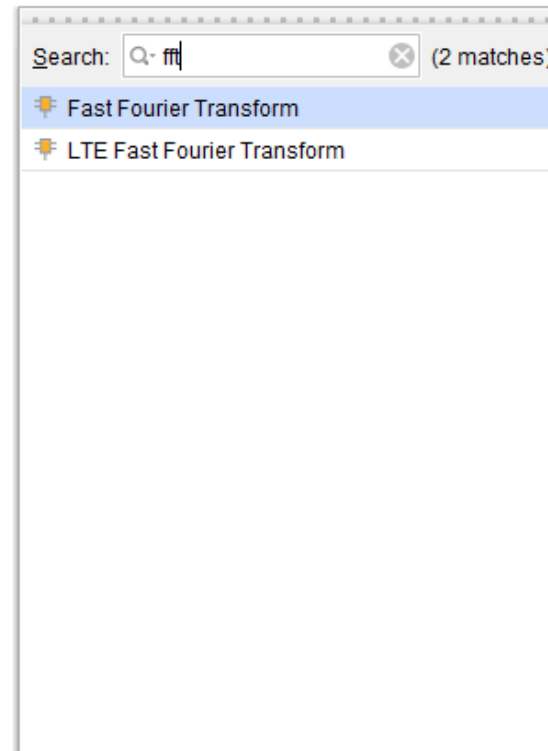 Search: fft (2 matches)
Fast Fourier Transform
LTE Fast Fourier Transform